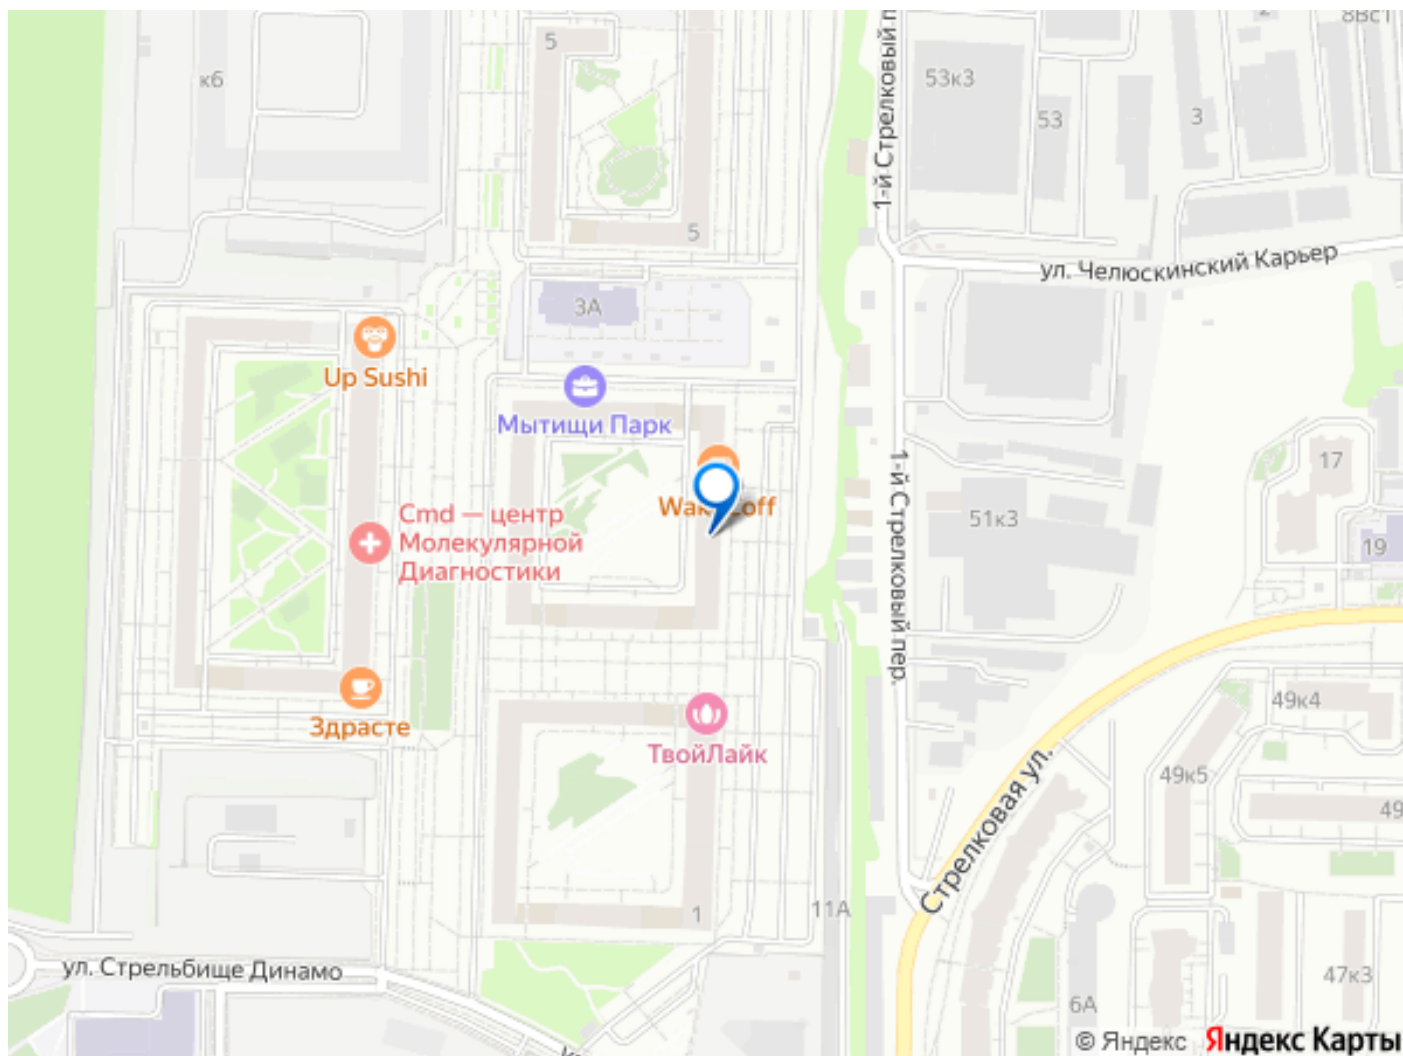 5
кб
53к3
53
3
2
8Вс1
1-й Стрелковый п
ул. Челюскинский Карьер
5
3А
Up Sushi
Мытищи Парк
Cmd — центр
Молекулярной
Диагностики
1-й Стрелковый пер.
51к3
17
19
Здрасте
ТвойЛайк
49к4
49к5
49
Стрелковая ул.
1
11А
ул. Стрельбище Динамо
47к3
6А
© Яндекс Яндекс Карты